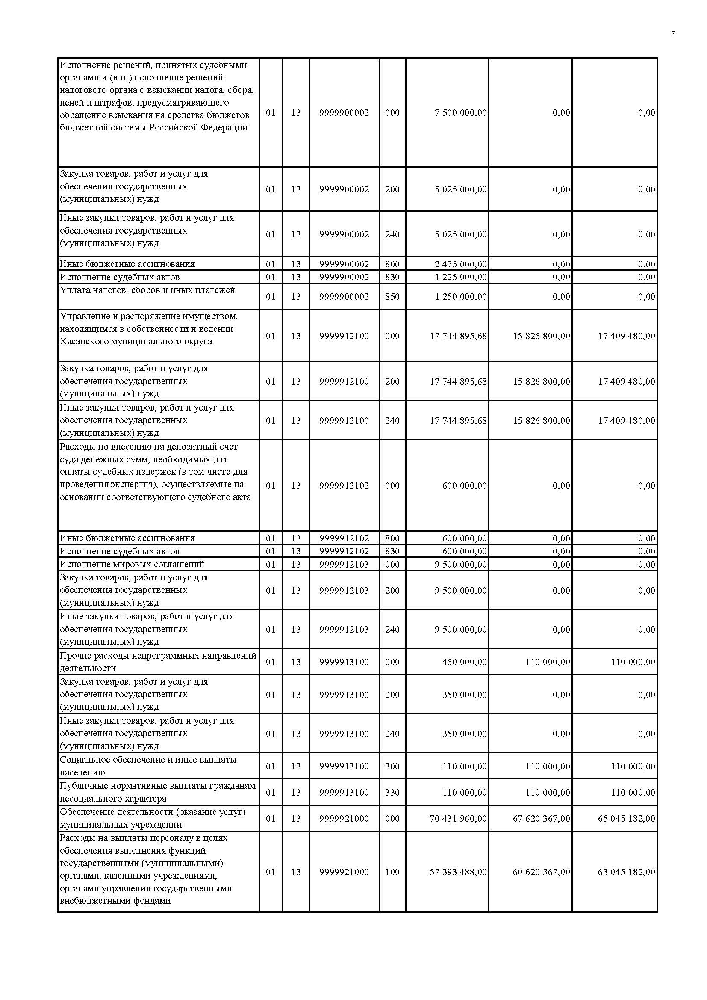 7
Исполнение решений, принятых судебными
органами и (или) исполнение решений
налогового органа о взыскании налога, сбора,
пеней и штрафов, предусматривающего
обращение взыскания на средства бюджетов
бюджетной системы Российской Федерации
01 13 9999900002 000 7 500 000,00 0,00 0,00
Закупка товаров, работ и услуг для
обеспечения государственных
(муниципальных) нужд
01 13 9999900002 200 5 025 000,00 0,00 0,00
Иные закупки товаров, работ и услуг для
обеспечения государственных
(муниципальных) нужд
01 13 9999900002 240 5 025 000,00 0,00 0,00
Иные бюджетные ассигнования 01 13 9999900002 800 2 475 000,00 0,00 0,00
Исполнение судебных актов 01 13 9999900002 830 1 225 000,00 0,00 0,00
Уплата налогов, сборов и иных платежей
01 13 9999900002 850 1 250 000,00 0,00 0,00
Управление и распоряжение имуществом,
находящимся в собственности и ведении
Хасанского муниципального округа
01 13 9999912100 000 17 744 895,68 15 826 800,00 17 409 480,00
Закупка товаров, работ и услуг для
обеспечения государственных
(муниципальных) нужд
01 13 9999912100 200 17 744 895,68 15 826 800,00 17 409 480,00
Иные закупки товаров, работ и услуг для
обеспечения государственных
(муниципальных) нужд
01 13 9999912100 240 17 744 895,68 15 826 800,00 17 409 480,00
Расходы по внесению на депозитный счет
суда денежных сумм, необходимых для
оплаты судебных издержек (в том чисте для
проведения экспертиз), осуществляемые на
основании соответствующего судебного акта
01 13 9999912102 000 600 000,00 0,00 0,00
Иные бюджетные ассигнования 01 13 9999912102 800 600 000,00 0,00 0,00
Исполнение судебных актов 01 13 9999912102 830 600 000,00 0,00 0,00
Исполнение мировых соглашений 01 13 9999912103 000 9 500 000,00 0,00 0,00
Закупка товаров, работ и услуг для
обеспечения государственных
(муниципальных) нужд
01 13 9999912103 200 9 500 000,00 0,00 0,00
Иные закупки товаров, работ и услуг для
обеспечения государственных
(муниципальных) нужд
01 13 9999912103 240 9 500 000,00 0,00 0,00
Прочие расходы непрограммных направлений
деятельности
01 13 9999913100 000 460 000,00 110 000,00 110 000,00
Закупка товаров, работ и услуг для
обеспечения государственных
(муниципальных) нужд
01 13 9999913100 200 350 000,00 0,00 0,00
Иные закупки товаров, работ и услуг для
обеспечения государственных
(муниципальных) нужд
01 13 9999913100 240 350 000,00 0,00 0,00
Социальное обеспечение и иные выплаты
населению
01 13 9999913100 300 110 000,00 110 000,00 110 000,00
Публичные нормативные выплаты гражданам
несоциального характера
01 13 9999913100 330 110 000,00 110 000,00 110 000,00
Обеспечение деятельности (оказание услуг)
муниципальных учреждений
01 13 9999921000 000 70 431 960,00 67 620 367,00 65 045 182,00
Расходы на выплаты персоналу в целях
обеспечения выполнения функций
государственными (муниципальными)
органами, казенными учреждениями,
органами управления государственными
внебюджетными фондами
01 13 9999921000 100 57 393 488,00 60 620 367,00 63 045 182,00